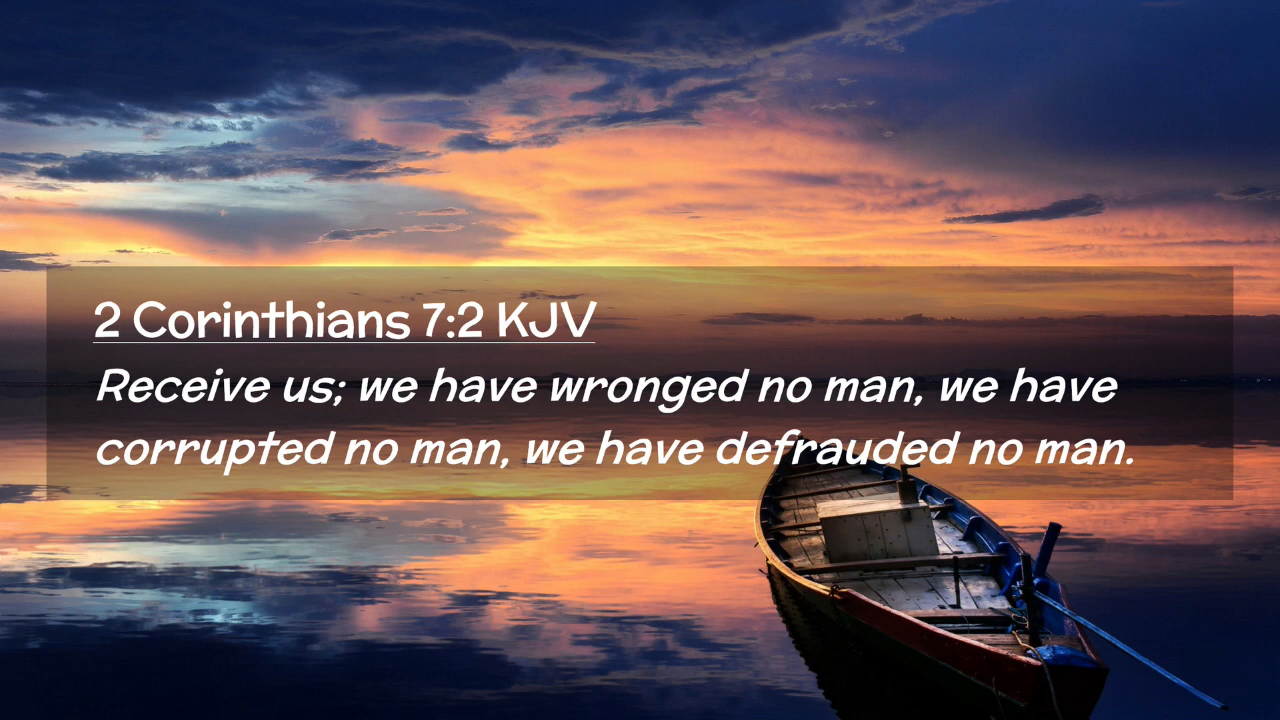 2 Corinthians 7:2 KJV
Receive us; we have wronged no man, we have
corrupted no man, we have defrauded no man.